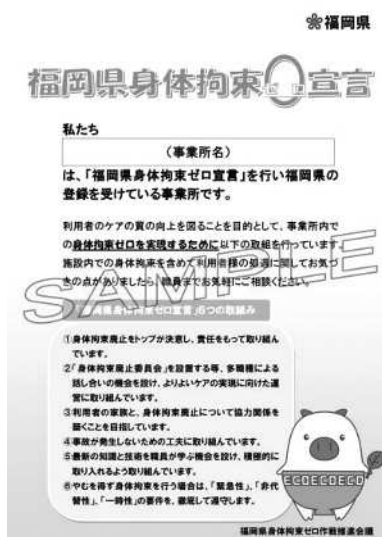 福岡県
福岡県身体拘束ゼロ宣言
私たち
（事業所名）
は、「福岡県身体拘束ゼロ宣言」を行い福岡県の
登録を受けている事業所です。
利用者のケアの質の向上を図ることを目的として、事業所内で
の身体拘束ゼロを実現するために以下の取組を行っています。
施設内での身体拘束を含めて利用者様の処遇に関してお気づ
きの点がありましたら、職員までお気軽にご相談ください。
SAMPLE
「福岡県身体拘束ゼロ宣言」6つの取組み
①身体拘束廃止をトップが決意し、責任をもって取り組ん
でいます。
②「身体拘束廃止委員会」を設置する等、多職種による
話し合いの機会を設け、よりよいケアの実現に向けた運
営に取り組んでいます。
③利用者の家族と、身体拘束廃止について協力関係を
築くことを目指しています。
④事故が発生しないための工夫に取り組んでいます。
⑤最新の知識と技術を職員が学ぶ機会を設け、積極的に
取り入れるよう取り組んでいます。
⑥やむを得ず身体拘束を行う場合は、「緊急性」、「非代
替性」、「一時性」の要件を、徹底して遵守します。
ECOECOECO
福岡県身体拘束ゼロ作戦推進会議